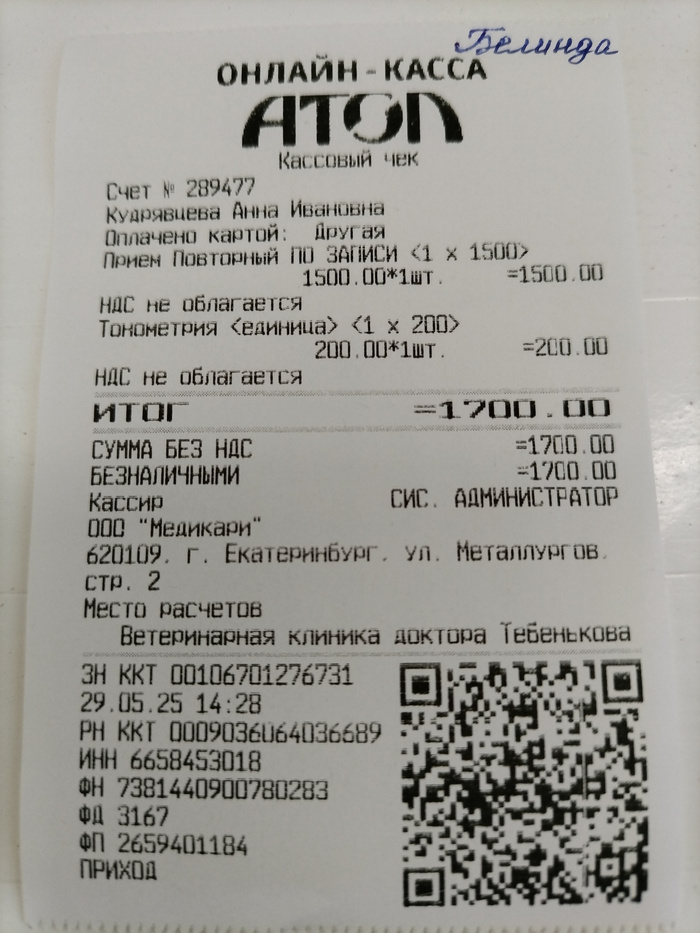 Белинда
ОНЛАЙН-КАССА
АТОЛ
Кассовый чек
Счет № 289477
Кудрявцева Анна Ивановна
Оплачено картой: Другая
Прием Повторный ПО ЗАПИСИ <1 x 1500>
1500.00*1шт. =1500.00
НДС не облагается
Тонометрия <единица> <1 x 200>
200.00*1шт. =200.00
НДС не облагается
ИТОГ =1700.00
СУММА БЕЗ НДС =1700.00
БЕЗНАЛИЧНЫМИ =1700.00
Кассир СИС. АДМИНИСТРАТОР
ООО "Медикари"
620109, г. Екатеринбург, ул. Металлургов,
стр. 2
Место расчетов
Ветеринарная клиника доктора Тебенькова
ЗН ККТ 00106701276731
29.05.25 14:28
РН ККТ 0009036064036689
ИНН 6658453018
ФН 7381440900780283
ФД 3167
ФП 2659401184
ПРИХОД